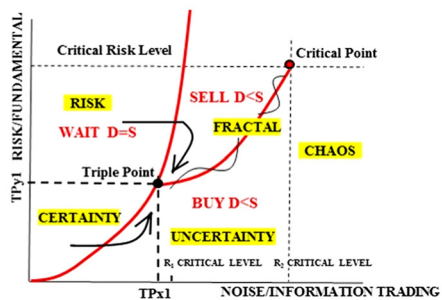 Critical Risk Level
Critical Point
RISK
SELL D<S
WAIT D=S
FRACTAL
CHAOS
Triple Point
BUY D<S
CERTAINTY
UNCERTAINTY
R₁ CRITICAL LEVEL
R₂ CRITICAL LEVEL
TPx1
NOISE/INFORMATION TRADING
TPy1
RISK/FUNDAMENTAL